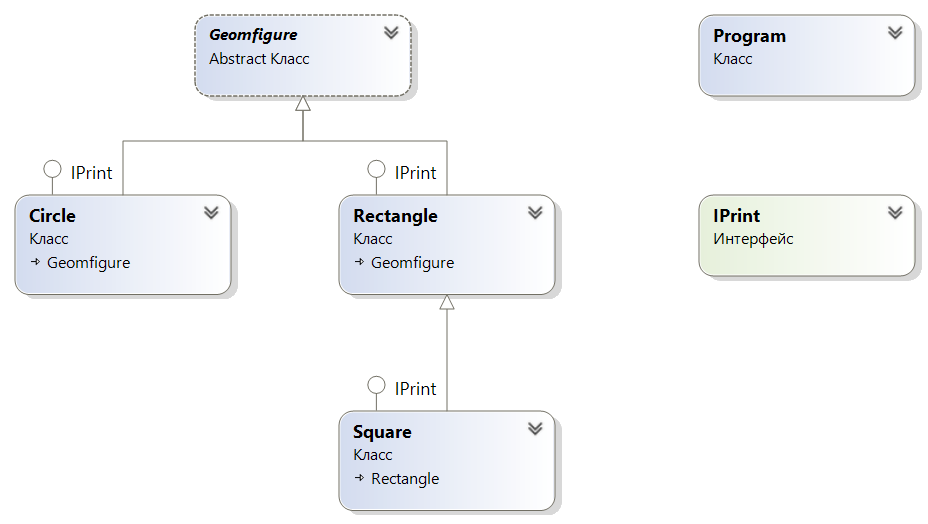 Geomfigure
Abstract Класс
Program
Класс
IPrint
IPrint
Circle
Класс
Geomfigure
Rectangle
Класс
Geomfigure
IPrint
Интерфейс
IPrint
Square
Класс
Rectangle